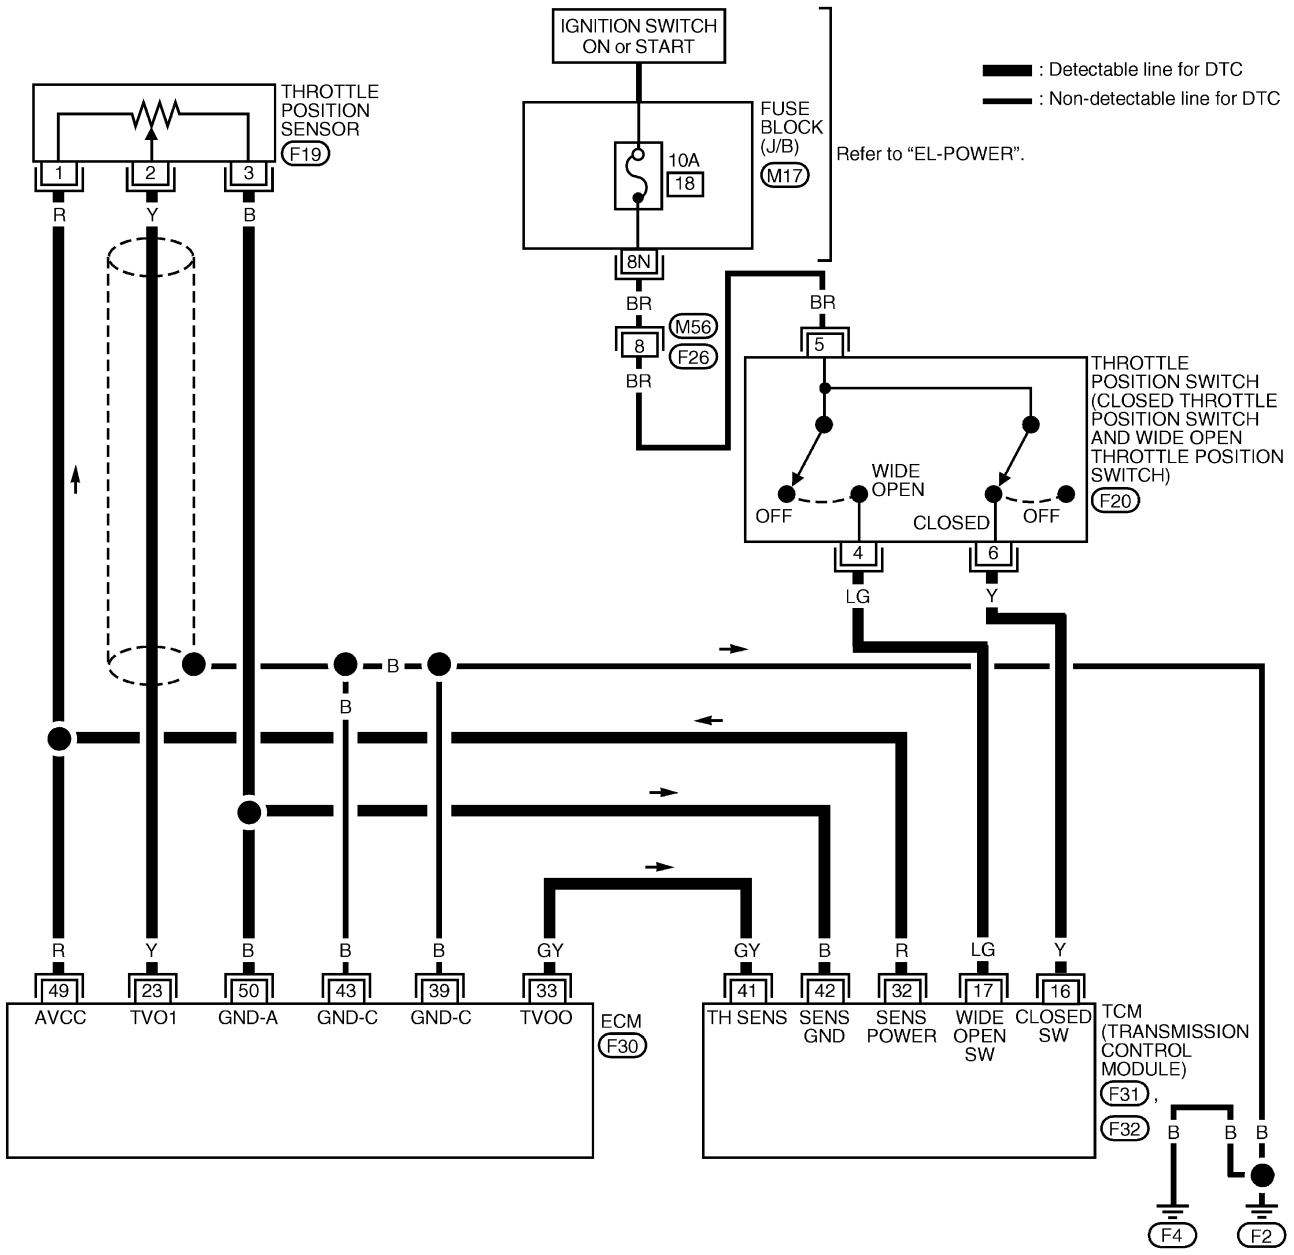 IGNITION SWITCH
ON or START
: Detectable line for DTC
: Non-detectable line for DTC
THROTTLE
POSITION
SENSOR
F19
1 2 3
R Y B
FUSE
BLOCK
(J/B)
M17
10A
18
Refer to “EL-POWER”.
8N
BR
M56
8
F26
BR
BR
5
THROTTLE
POSITION SWITCH
(CLOSED THROTTLE
POSITION SWITCH
AND WIDE OPEN
THROTTLE POSITION
SWITCH)
F20
WIDE
OPEN
OFF
CLOSED
OFF
4 6
LG Y
B
B
R Y B B B GY GY B R LG Y
49 23 50 43 39 33 41 42 32 17 16
AVCC TVO1 GND-A GND-C GND-C TVOO
ECM
F30
TH SENS
SENS
GND
SENS
POWER
WIDE
OPEN
SW
CLOSED
SW
TCM
(TRANSMISSION
CONTROL
MODULE)
F31 ,
F32
B B B
F4 F2